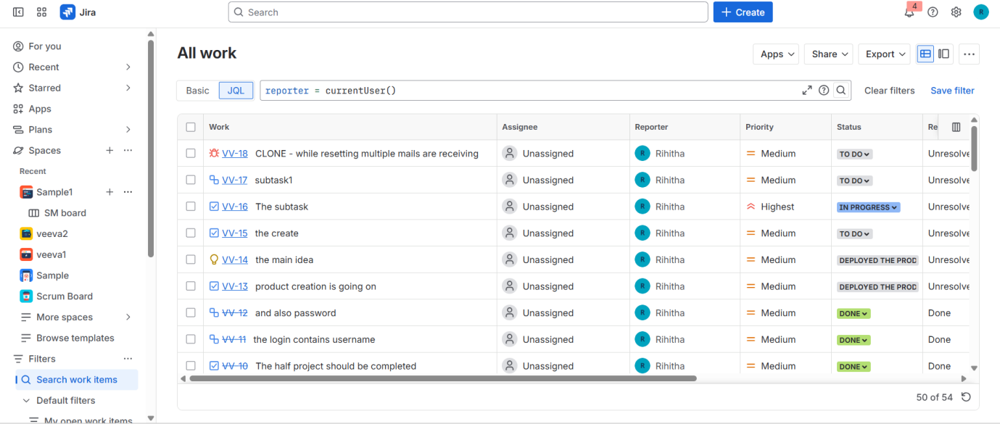 Jira
Search
+ Create
4
R
For you
Recent
Starred
Apps
Plans
Spaces
Recent
Sample1
SM board
veeva2
veeva1
Sample
Scrum Board
More spaces
Browse templates
Filters
Search work items
Default filters
My open work items
All work
Apps Share Export
Basic JQL reporter = currentUser() Clear filters Save filter
Work Assignee Reporter Priority Status Re
VV-18 CLONE - while resetting multiple mails are receiving Unassigned R Rihitha Medium TO DO Unresolve
VV-17 subtask1 Unassigned R Rihitha Medium TO DO Unresolve
VV-16 The subtask Unassigned R Rihitha Highest IN PROGRESS Unresolve
VV-15 the create Unassigned R Rihitha Medium TO DO Unresolve
VV-14 the main idea Unassigned R Rihitha Medium DEPLOYED THE PROD Unresolve
VV-13 product creation is going on Unassigned R Rihitha Medium DEPLOYED THE PROD Unresolve
VV-12 and also password Unassigned R Rihitha Medium DONE Done
VV-11 the login contains username Unassigned R Rihitha Medium DONE Done
VV-10 The half project should be completed Unassigned R Rihitha Medium DONE Done
50 of 54